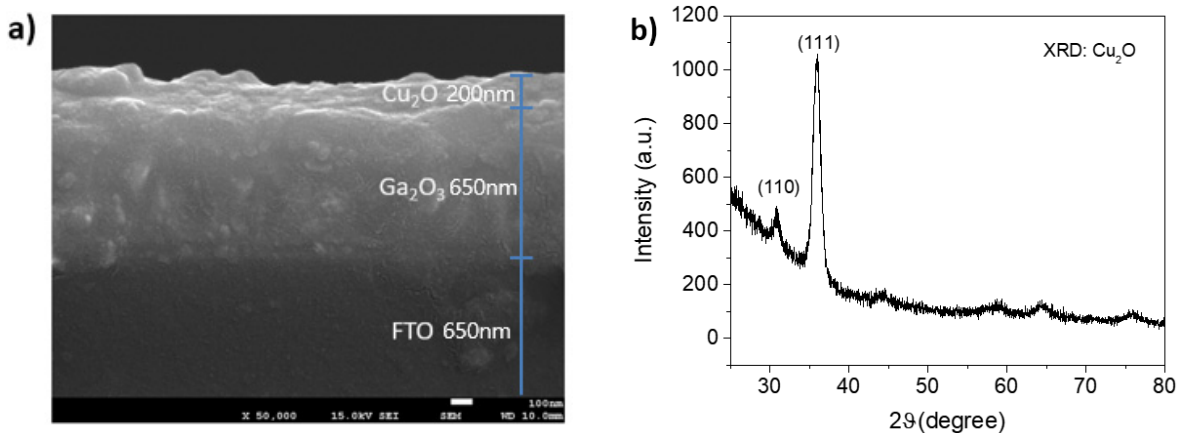 a)
Cu₂O 200nm
Ga₂O₃ 650nm
FTO 650nm
100nm
X 50,000 15.0kV SEI SEM WD 10.0mm
b)
XRD: Cu₂O
(111)
(110)
Intensity (a.u.)
1200
1000
800
600
400
200
0
30 40 50 60 70 80
2ϑ (degree)